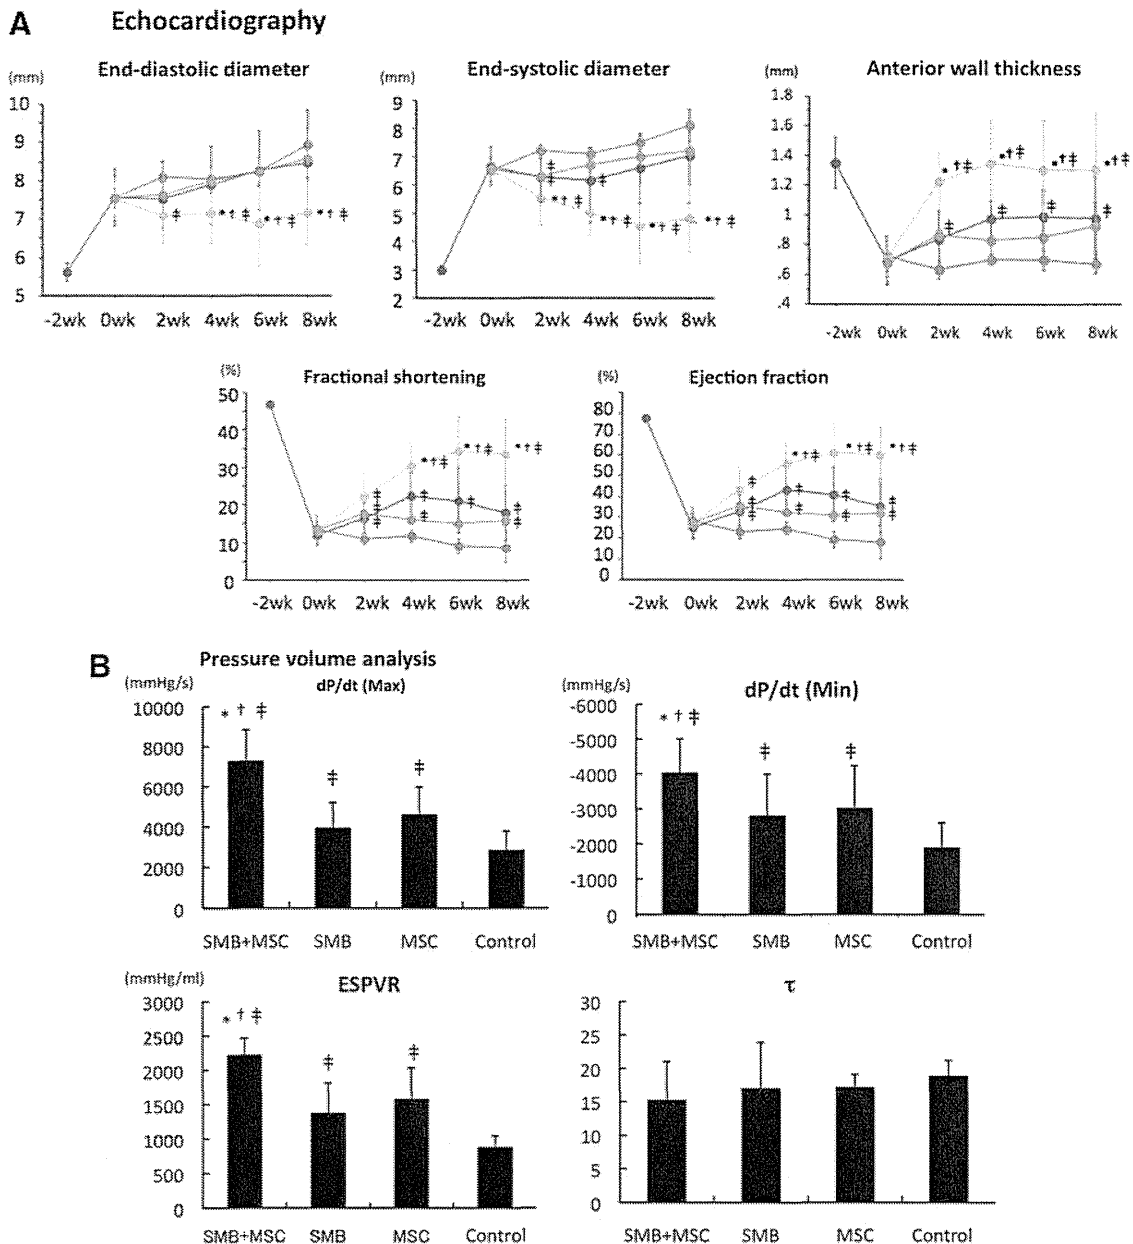 A Echocardiography
End-diastolic diameter
(mm)
10
9
8
7
6
5
-2wk 0wk 2wk 4wk 6wk 8wk
‡ *†‡ *†‡ *†‡
End-systolic diameter
(mm)
9
8
7
6
5
4
3
2
-2wk 0wk 2wk 4wk 6wk 8wk
‡
‡ ‡
*†‡ *†‡ *†‡ *†‡
Anterior wall thickness
(mm)
1.8
1.6
1.4
1.2
1
.8
.6
.4
-2wk 0wk 2wk 4wk 6wk 8wk
*†‡ *†‡ *†‡ *†‡
‡ ‡ ‡ ‡
Fractional shortening
(%)
50
40
30
20
10
0
-2wk 0wk 2wk 4wk 6wk 8wk
*†‡ *†‡ *†‡
‡ ‡ ‡ ‡
‡ ‡ ‡
‡
Ejection fraction
(%)
80
70
60
50
40
30
20
10
0
-2wk 0wk 2wk 4wk 6wk 8wk
*†‡ *†‡ *†‡
‡ ‡ ‡ ‡
‡ ‡ ‡ ‡
‡
B Pressure volume analysis
dP/dt (Max)
(mmHg/s)
10000
8000
6000
4000
2000
0
* † ‡
‡ ‡
SMB+MSC SMB MSC Control
dP/dt (Min)
(mmHg/s)
-6000
-5000
-4000
-3000
-2000
-1000
0
* † ‡
‡ ‡
SMB+MSC SMB MSC Control
ESPVR
(mmHg/ml)
3000
2500
2000
1500
1000
500
0
* † ‡
‡ ‡
SMB+MSC SMB MSC Control
τ
30
25
20
15
10
5
0
SMB+MSC SMB MSC Control